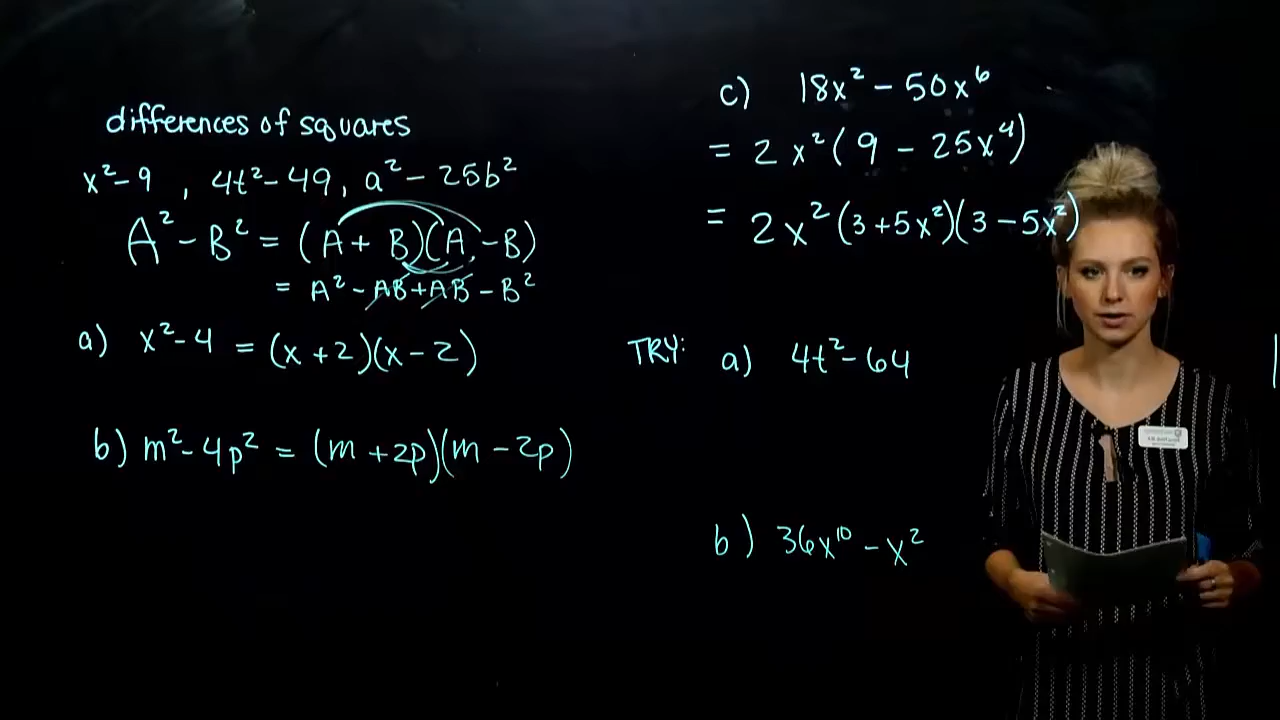 differences of squares
x² - 9 , 4t² - 49, a² - 25b²
A² - B² = (A + B)(A - B)
= A² - AB + AB - B²
a) x² - 4 = (x + 2)(x - 2)
b) m² - 4p² = (m + 2p)(m - 2p)
c) 18x² - 50x⁶
= 2x²(9 - 25x⁴)
= 2x²(3 + 5x²)(3 - 5x²)
TRY: a) 4t² - 64
b) 36x¹⁰ - x²